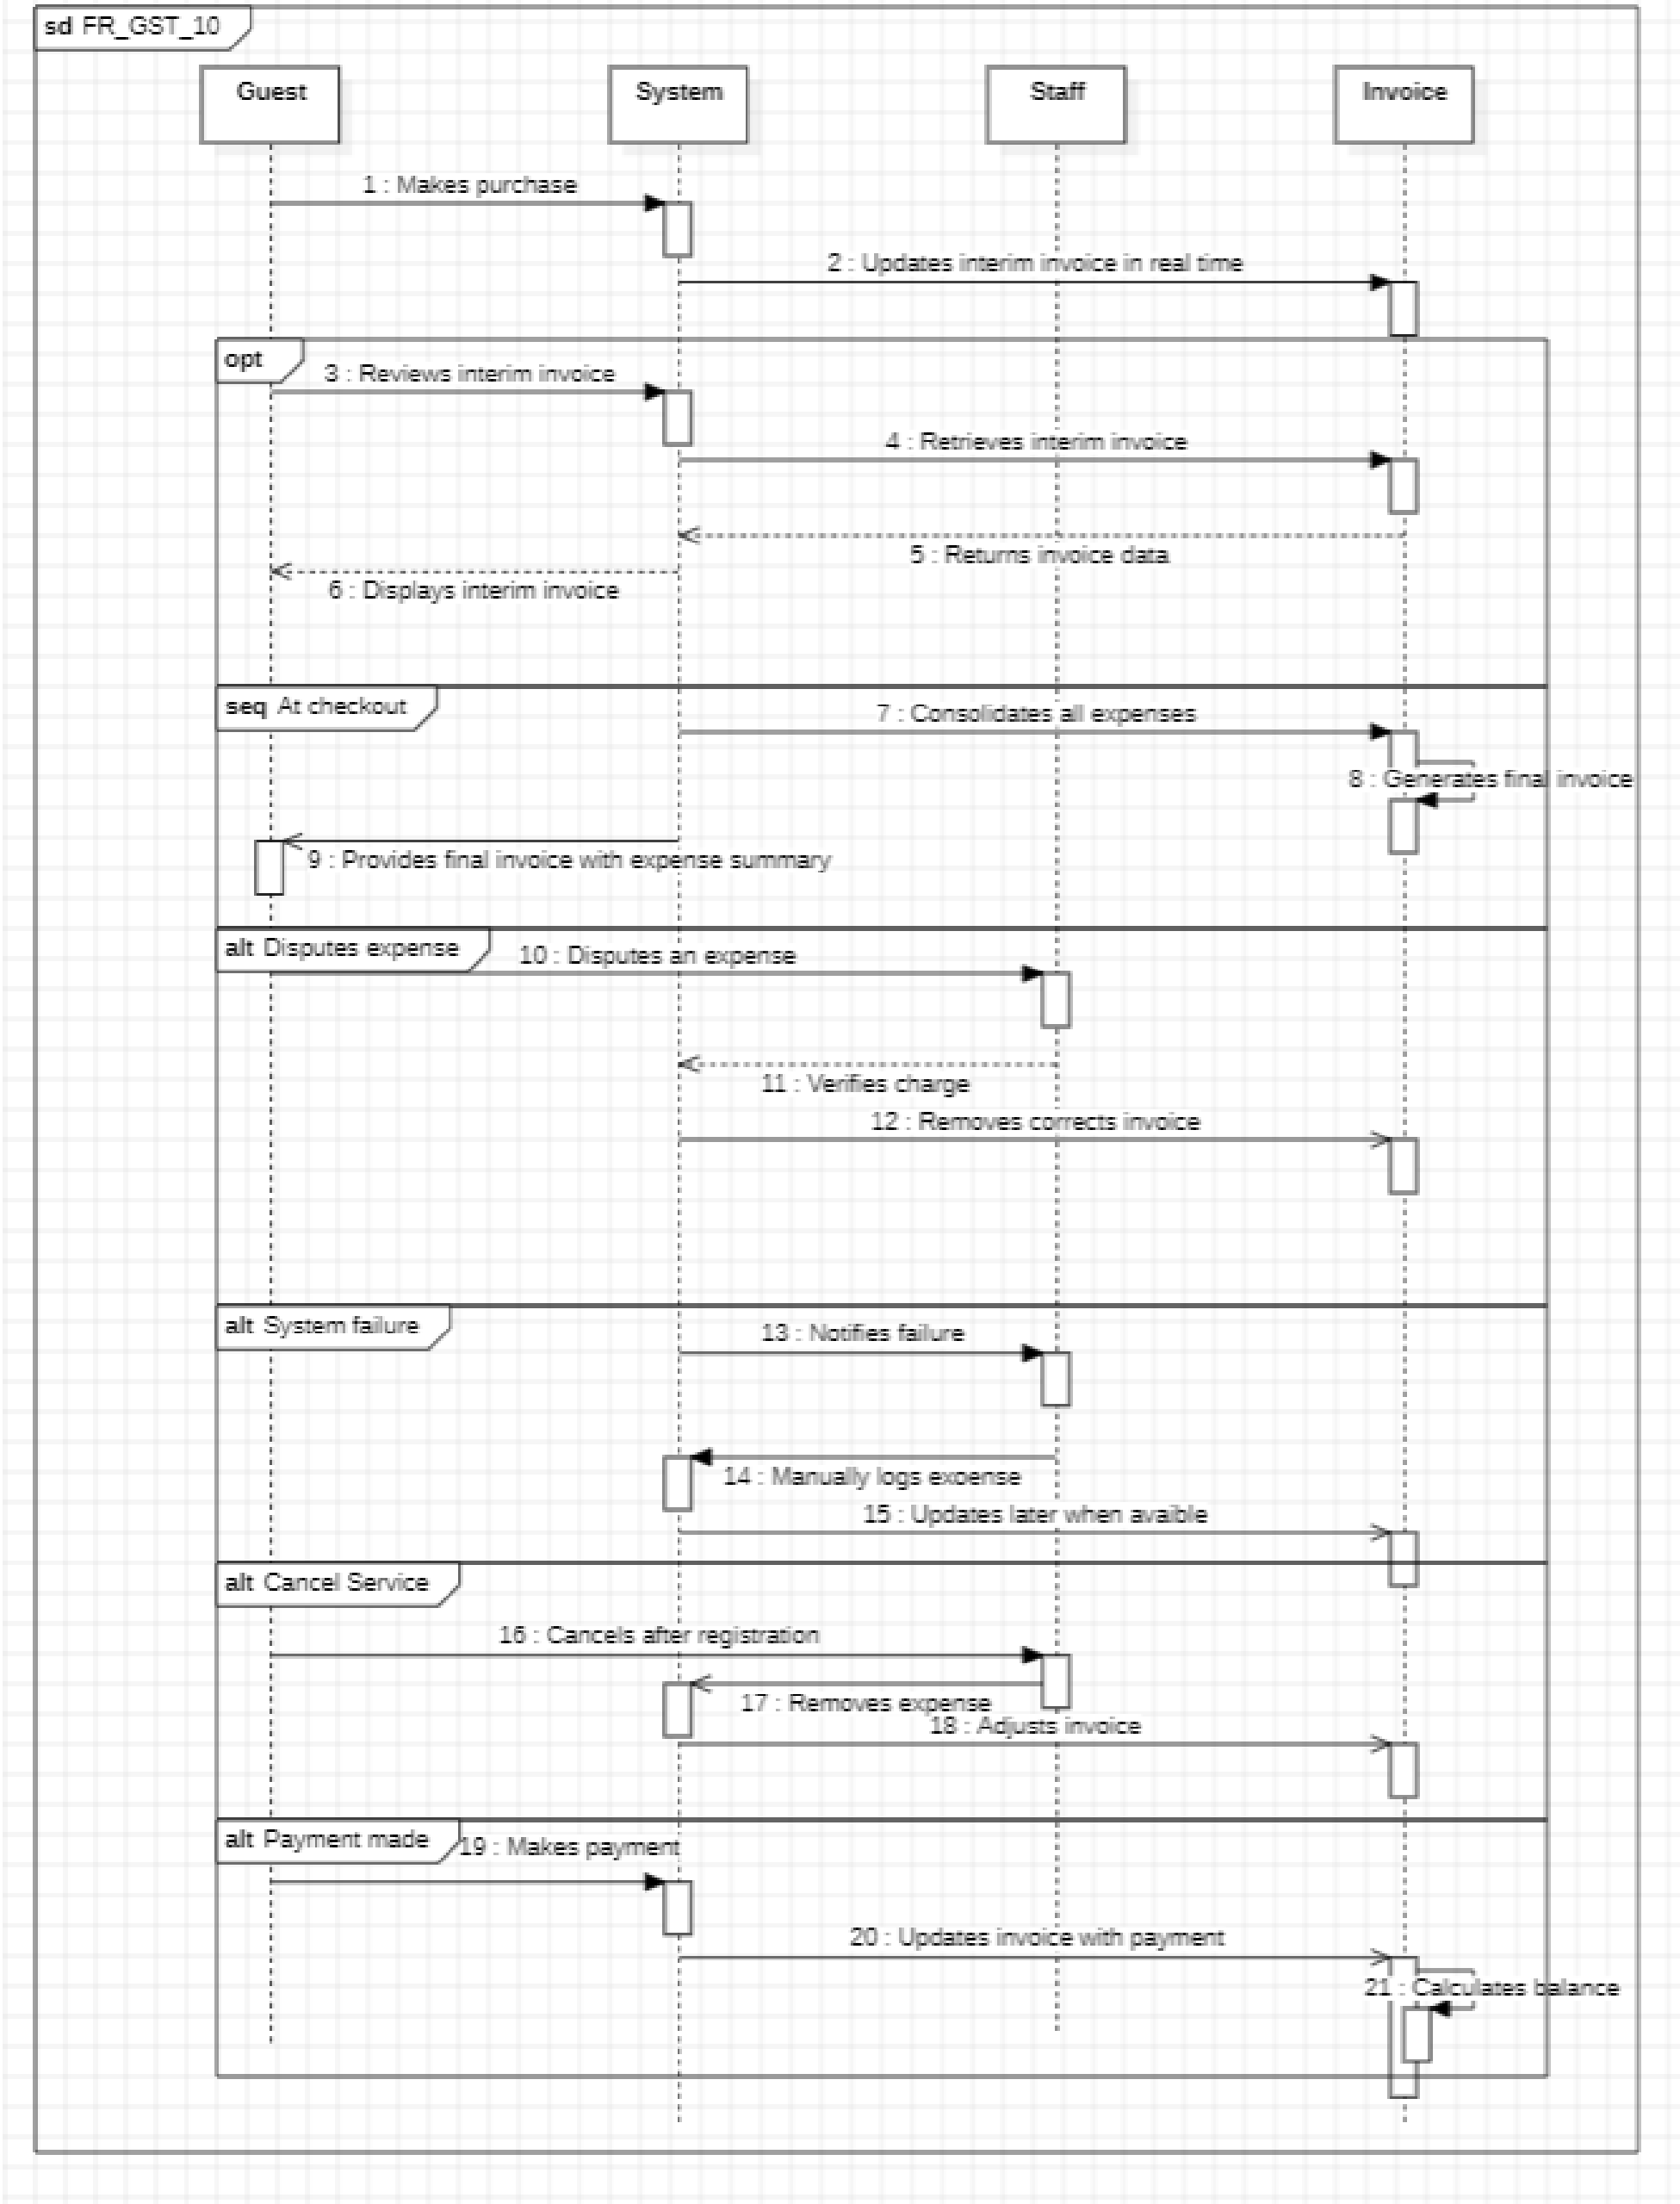 sd FR_GST_10
Guest
System
Staff
Invoice
1 : Makes purchase
2 : Updates interim invoice in real time
opt
3 : Reviews interim invoice
4 : Retrieves interim invoice
5 : Returns invoice data
6 : Displays interim invoice
seq At checkout
7 : Consolidates all expenses
8 : Generates final invoice
9 : Provides final invoice with expense summary
alt Disputes expense
10 : Disputes an expense
11 : Verifies charge
12 : Removes corrects invoice
alt System failure
13 : Notifies failure
14 : Manually logs exoense
15 : Updates later when avaible
alt Cancel Service
16 : Cancels after registration
17 : Removes expense
18 : Adjusts invoice
alt Payment made
19 : Makes payment
20 : Updates invoice with payment
21 : Calculates balance